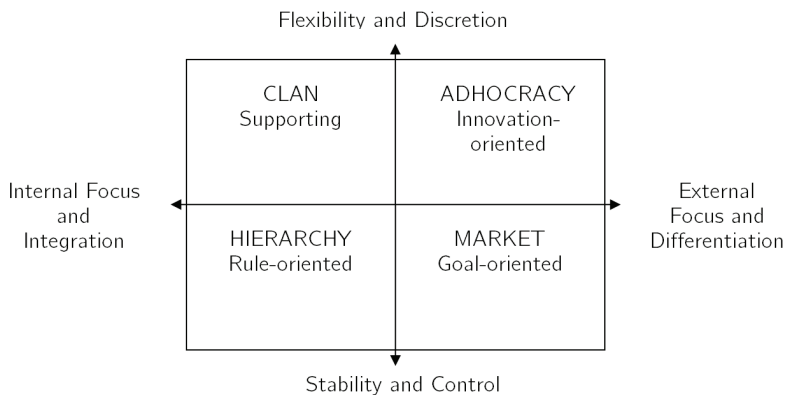 Flexibility and Discretion
CLAN
Supporting
ADHOCRACY
Innovation-
oriented
Internal Focus
and
Integration
External
Focus and
Differentiation
HIERARCHY
Rule-oriented
MARKET
Goal-oriented
Stability and Control